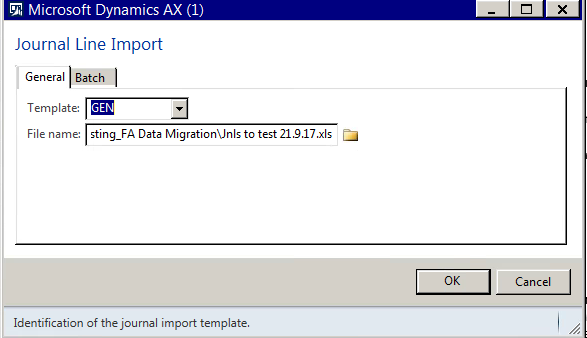 Microsoft Dynamics AX (1)
Journal Line Import
General Batch
Template: GEN
File name: sting_FA Data Migration\Jnls to test 21.9.17.xls
OK Cancel
Identification of the journal import template.